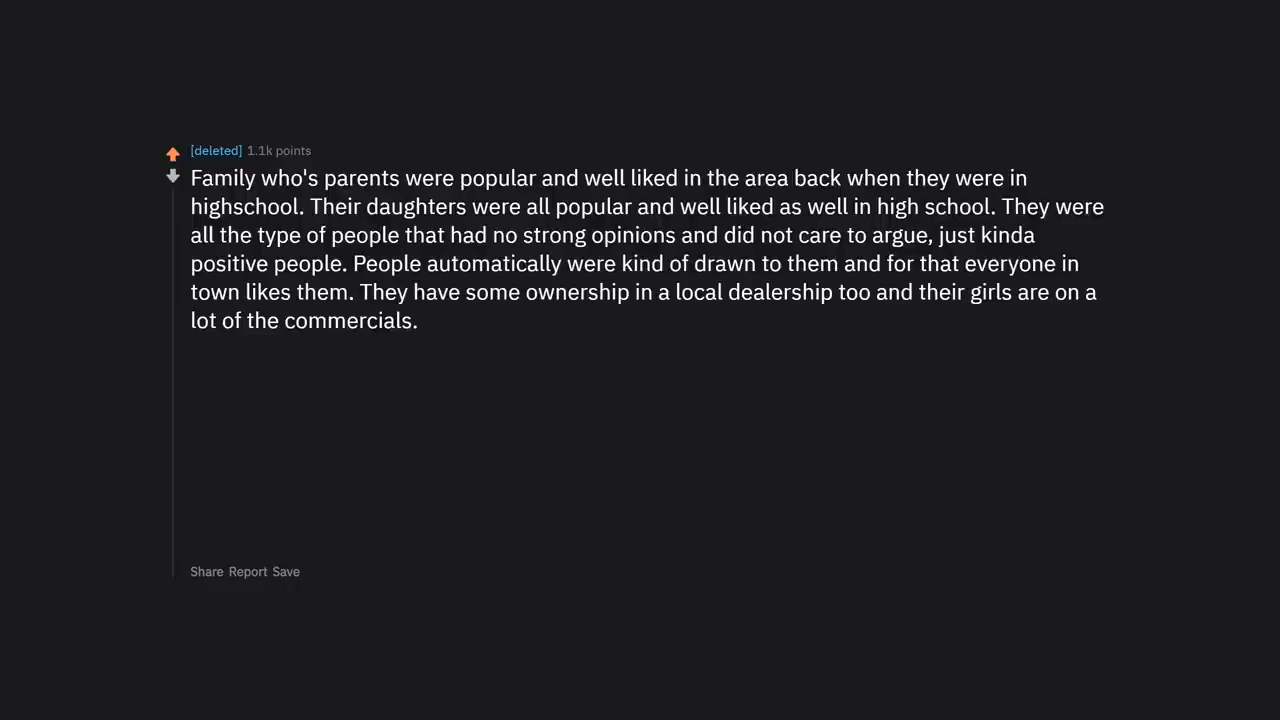 [deleted] 1.1k points
Family who's parents were popular and well liked in the area back when they were in
highschool. Their daughters were all popular and well liked as well in high school. They were
all the type of people that had no strong opinions and did not care to argue, just kinda
positive people. People automatically were kind of drawn to them and for that everyone in
town likes them. They have some ownership in a local dealership too and their girls are on a
lot of the commercials.
Share Report Save